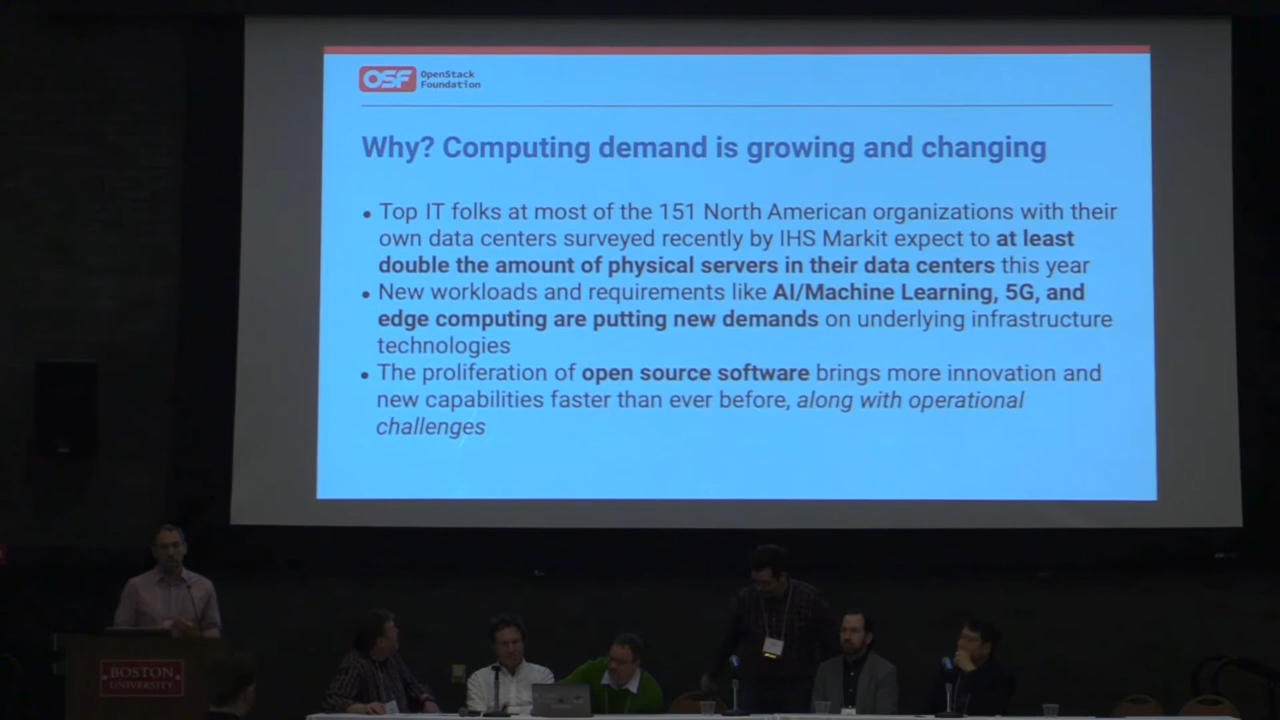 OSF OpenStack
Foundation
Why? Computing demand is growing and changing
• Top IT folks at most of the 151 North American organizations with their
own data centers surveyed recently by IHS Markit expect to at least
double the amount of physical servers in their data centers this year
• New workloads and requirements like AI/Machine Learning, 5G, and
edge computing are putting new demands on underlying infrastructure
technologies
• The proliferation of open source software brings more innovation and
new capabilities faster than ever before, along with operational
challenges
BOSTON
UNIVERSITY